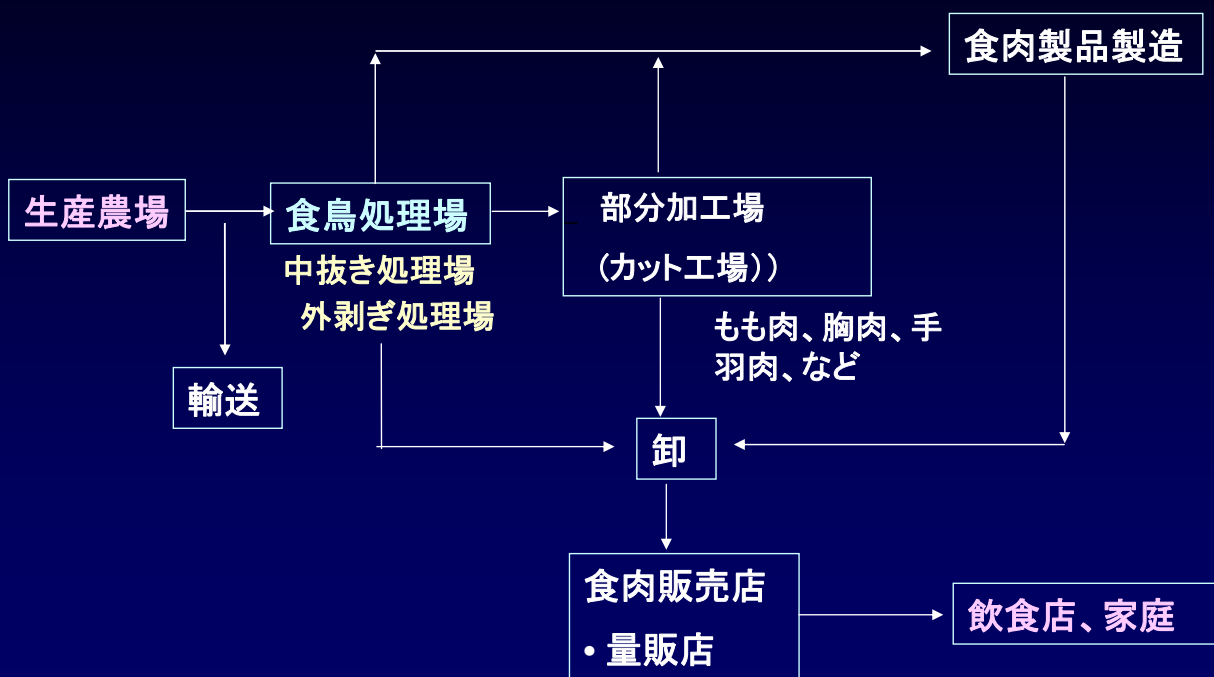 食肉製品製造
生産農場
食鳥処理場
中抜き処理場
外剥ぎ処理場
部分加工場
(カット工場))
もも肉、胸肉、手
羽肉、など
輸送
卸
食肉販売店
• 量販店
飲食店、家庭